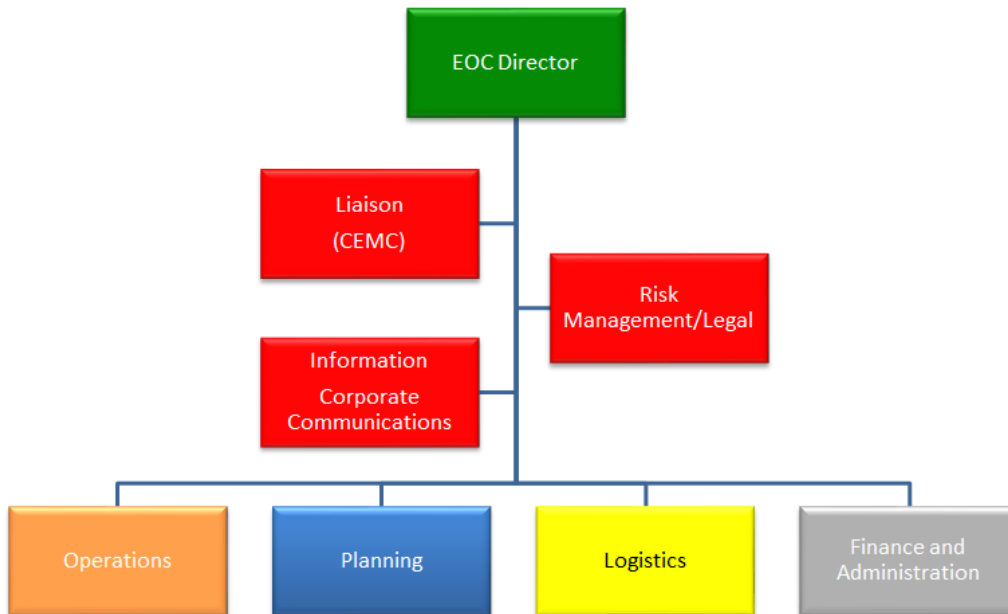 EOC Director
Liaison
(CEMC)
Risk
Management/Legal
Information
Corporate
Communications
Operations
Planning
Logistics
Finance and
Administration